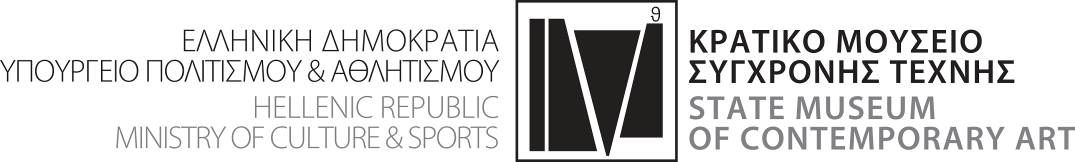 ΕΛΛΗΝΙΚΗ ΔΗΜΟΚΡΑΤΙΑ
ΥΠΟΥΡΓΕΙΟ ΠΟΛΙΤΙΣΜΟΥ & ΑΘΛΗΤΙΣΜΟΥ
HELLENIC REPUBLIC
MINISTRY OF CULTURE & SPORTS
ϑ
ΚΡΑΤΙΚΟ ΜΟΥΣΕΙΟ
ΣΥΓΧΡΟΝΗΣ ΤΕΧΝΗΣ
STATE MUSEUM
OF CONTEMPORARY ART